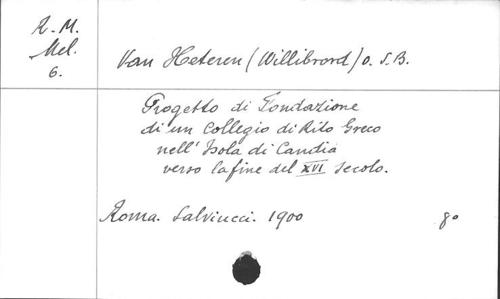 R. M.
Mel.
6.
Van Heteren (Willibrord) O. S. B.
Progetto di Fondazione
di un Collegio di Rito Greco
nell' Isola di Candia
verso la fine del XVI secolo.
Roma. Salviucci. 1900 8o